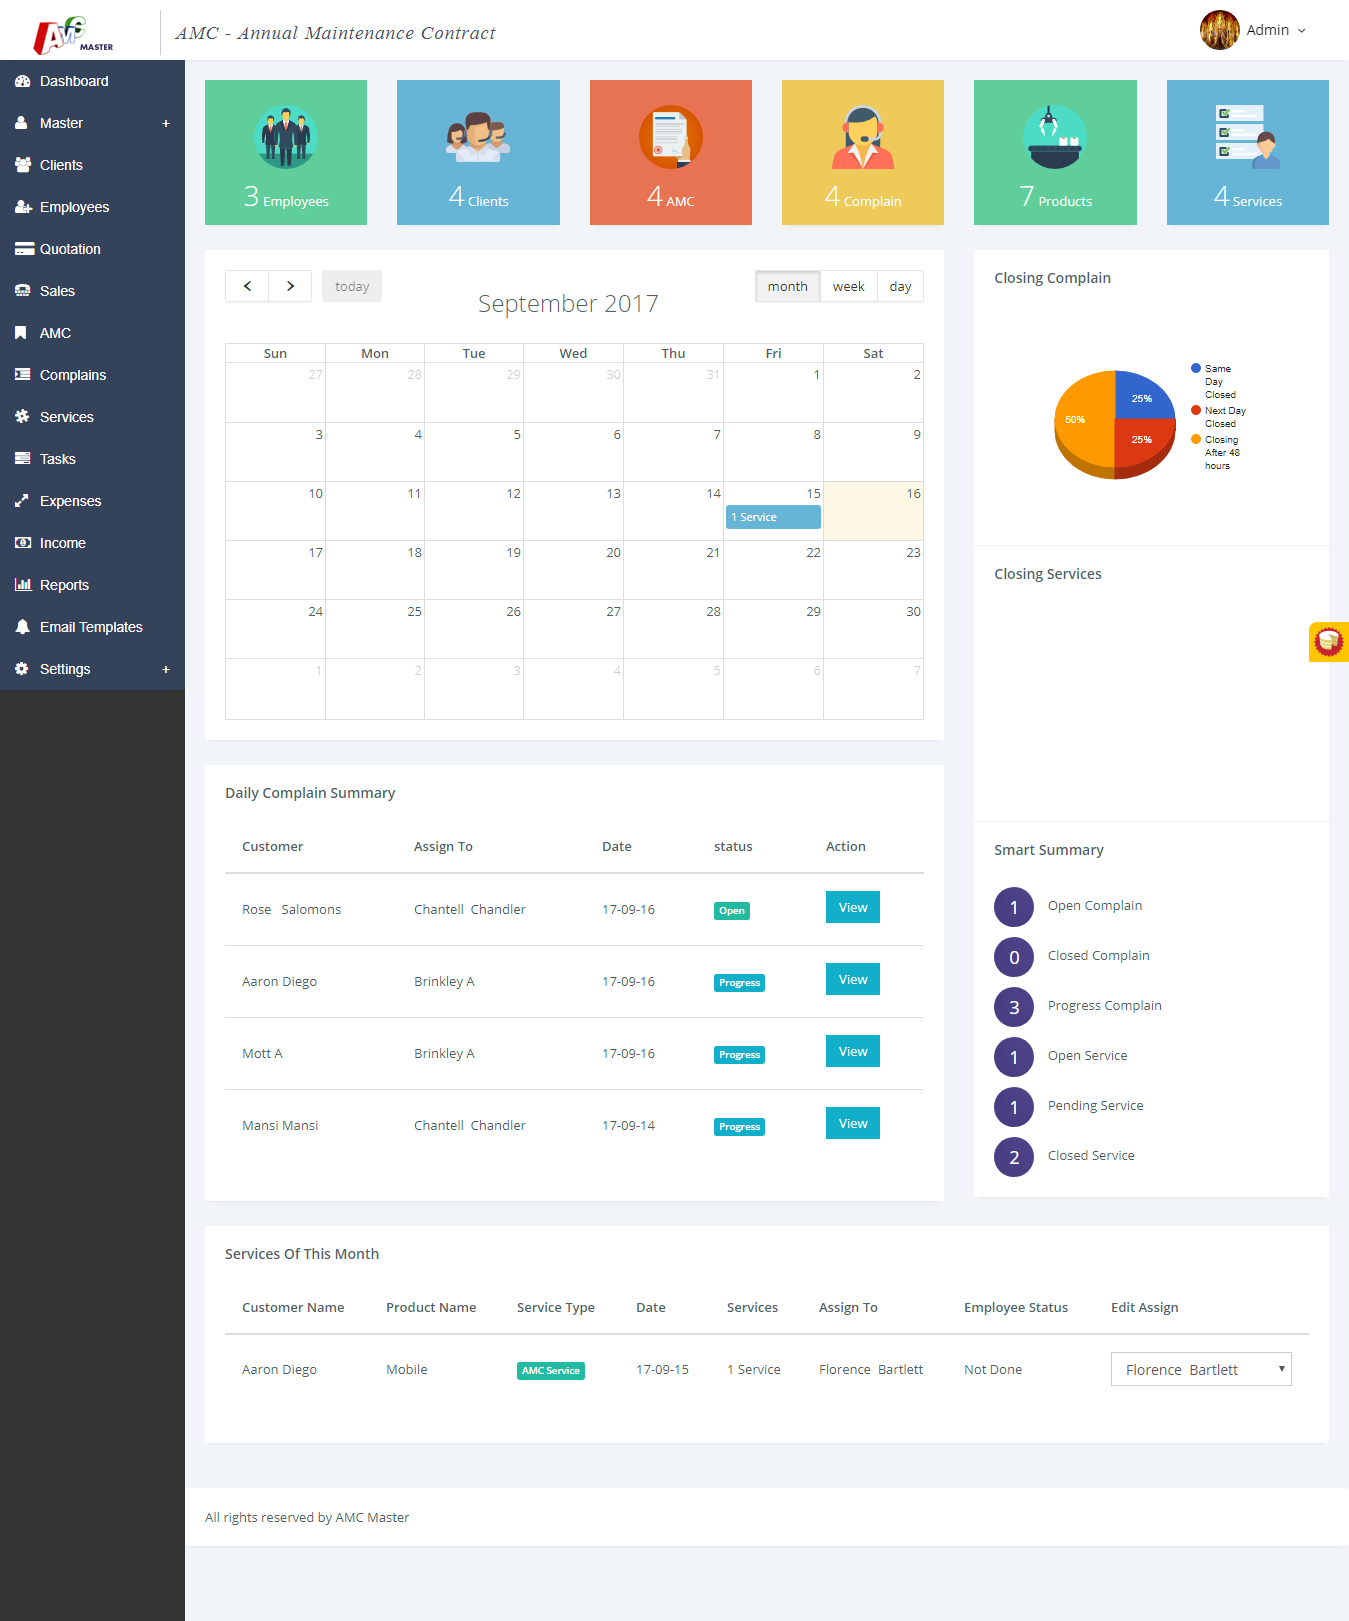 AMC MASTER
AMC - Annual Maintenance Contract
Admin
Dashboard
Master +
Clients
Employees
Quotation
Sales
AMC
Complains
Services
Tasks
Expenses
Income
Reports
Email Templates
Settings +
3 Employees
4 Clients
4 AMC
4 Complain
7 Products
4 Services
today
September 2017
month week day
Sun Mon Tue Wed Thu Fri Sat
27 28 29 30 31 1 2
3 4 5 6 7 8 9
10 11 12 13 14 15 16
1 Service
17 18 19 20 21 22 23
24 25 26 27 28 29 30
1 2 3 4 5 6 7
Closing Complain
25%
50%
25%
Same
Day
Closed
Next Day
Closed
Closing
After 48
hours
Closing Services
Daily Complain Summary
Customer Assign To Date status Action
Rose Salomons Chantell Chandler 17-09-16 Open View
Aaron Diego Brinkley A 17-09-16 Progress View
Mott A Brinkley A 17-09-16 Progress View
Mansi Mansi Chantell Chandler 17-09-14 Progress View
Smart Summary
1 Open Complain
0 Closed Complain
3 Progress Complain
1 Open Service
1 Pending Service
2 Closed Service
Services Of This Month
Customer Name Product Name Service Type Date Services Assign To Employee Status Edit Assign
Aaron Diego Mobile AMC Service 17-09-15 1 Service Florence Bartlett Not Done Florence Bartlett
All rights reserved by AMC Master